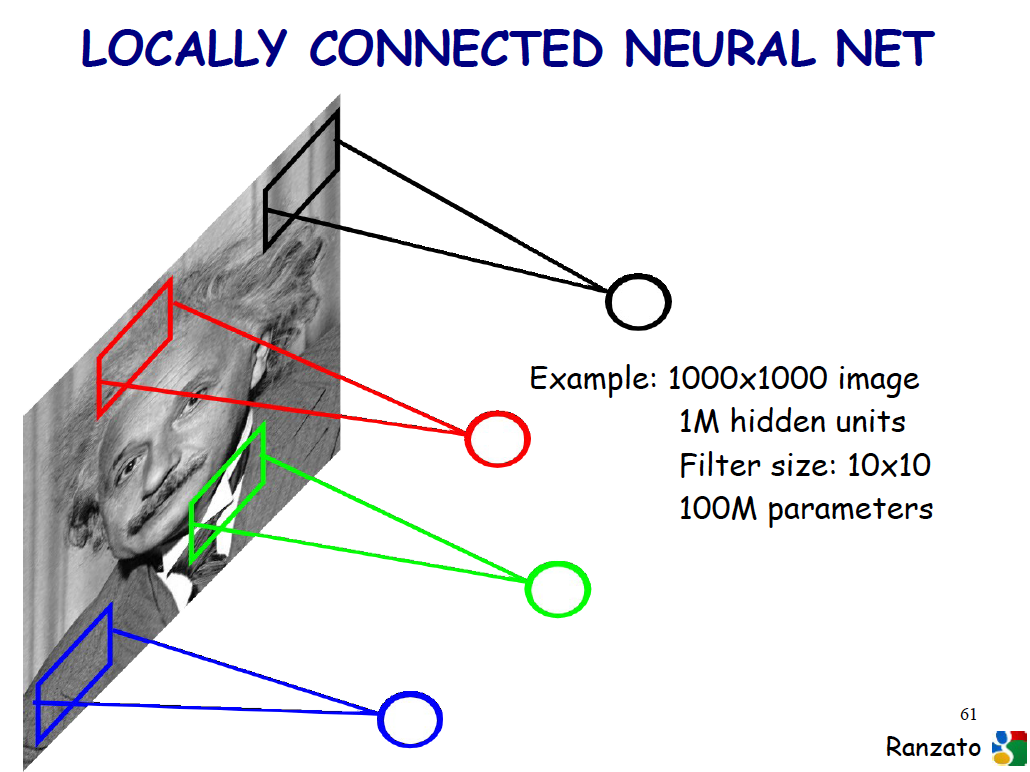 LOCALLY CONNECTED NEURAL NET
Example: 1000x1000 image
1M hidden units
Filter size: 10x10
100M parameters
61
Ranzato